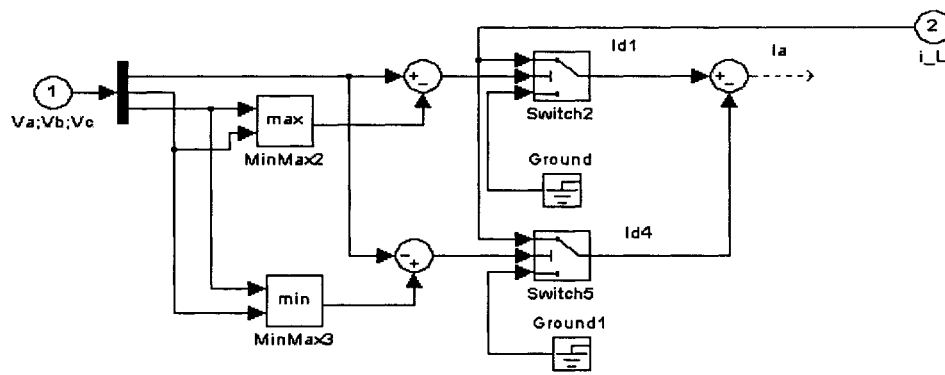 2
i_L
Id1
Ia
1
Va;Vb;Vc
+
-
+
-
max
MinMax2
Switch2
Ground
Id4
-
+
min
MinMax3
Switch5
Ground1